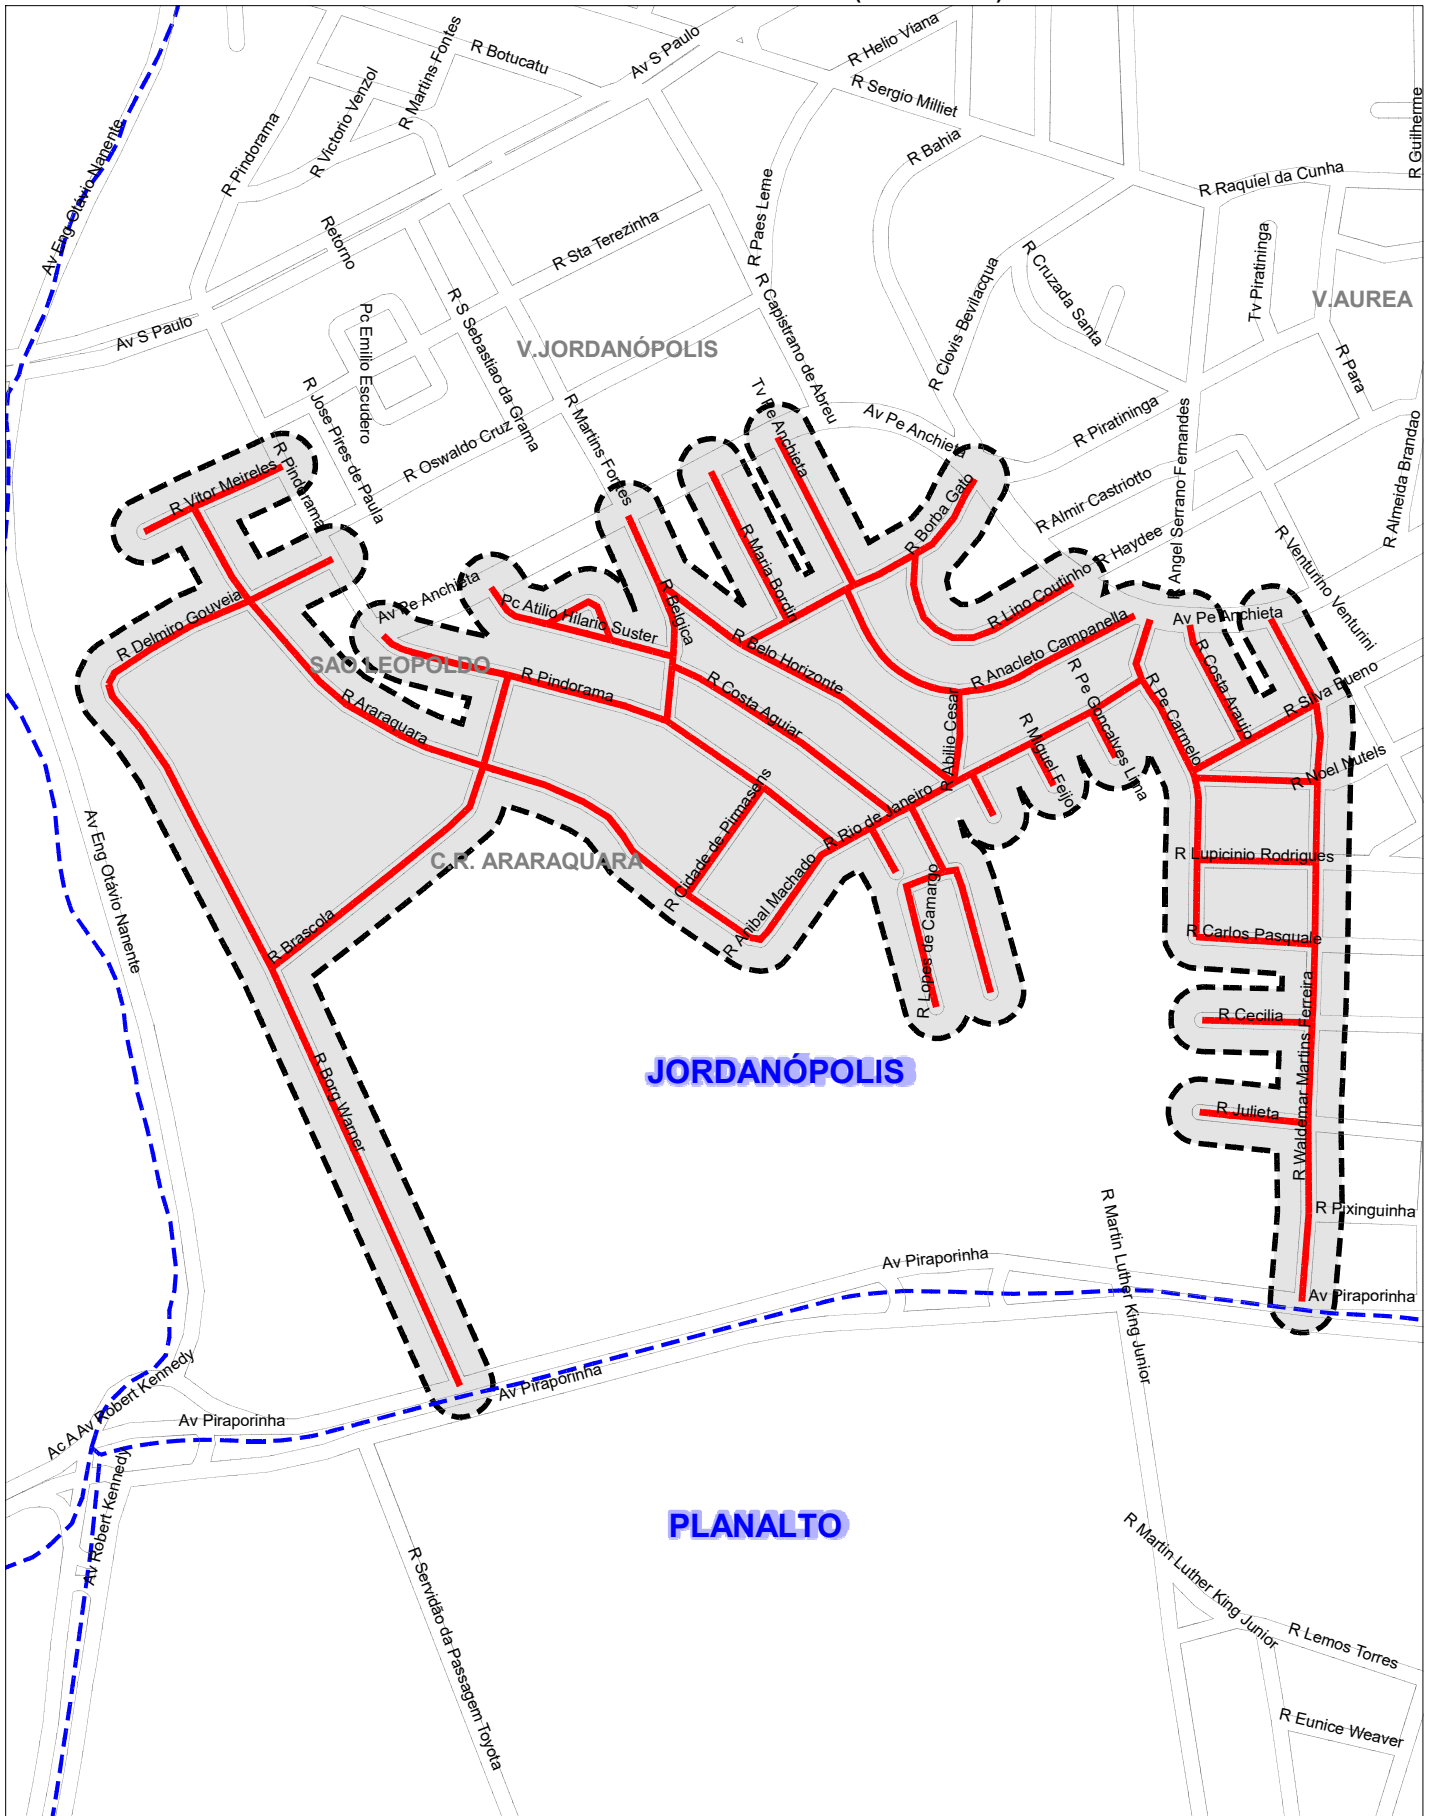 R Botucatu
Av S Paulo
R Helio Viana
R Martins Fontes
R Victorio Venzol
R Sergio Milliet
R Guilherme
R Pindorama
R Bahia
Av Eng Otávio Nanente
R Raquiel da Cunha
R Paes Leme
Retorno
R Sta Terezinha
R Cruzada Santa
Tv Piratininga
R Clovis Bevilacqua
V.AUREA
R Capistrano de Abreu
R S Sebastiao da Grama
Av S Paulo
Pc Emilio Escudero
V.JORDANÓPOLIS
R Para
R Jose Pires de Paula
R Martins Fontes
Tv Pe Anchieta
Av Pe Anchieta
R Piratininga
R Angel Serrano Fernandes
R Almeida Brandao
R Oswaldo Cruz
R Pindorama
R Vitor Meireles
R Borba Gato
R Almir Castriotto
R Haydee
R Venturino Venturini
R Maria Bordin
Av Pe Anchieta
R Delmiro Gouveia
Pc Atilio Hilario Suster
R Belgica
R Belo Horizonte
R Lino Coutinho
R Anacleto Campanella
Av Pe Anchieta
SAO LEOPOLDO
R Pindorama
R Costa Aguiar
R Araraquara
R Abilio Cesar
R Miguel Feijo
R Pe Goncalves Lima
R Pe Carmelo
R Costa Araujo
R Silva Bueno
R Noel Nutels
Av Eng Otávio Nanente
R Cidade de Pirmasens
R Rio de Janeiro
C.R. ARARAQUARA
R Lupicinio Rodrigues
R Anibal Machado
R Lopes de Camargo
R Brascola
R Carlos Pasquale
R Cecilia
R Waldemar Martins Ferreira
JORDANÓPOLIS
R Borg Warner
R Julieta
R Pixinguinha
R Martin Luther King Junior
Av Piraporinha
Av Piraporinha
Av Piraporinha
Ac A Av Robert Kennedy
Av Piraporinha
Av Robert Kennedy
PLANALTO
R Servidão da Passagem Toyota
R Martin Luther King Junior
R Lemos Torres
R Eunice Weaver